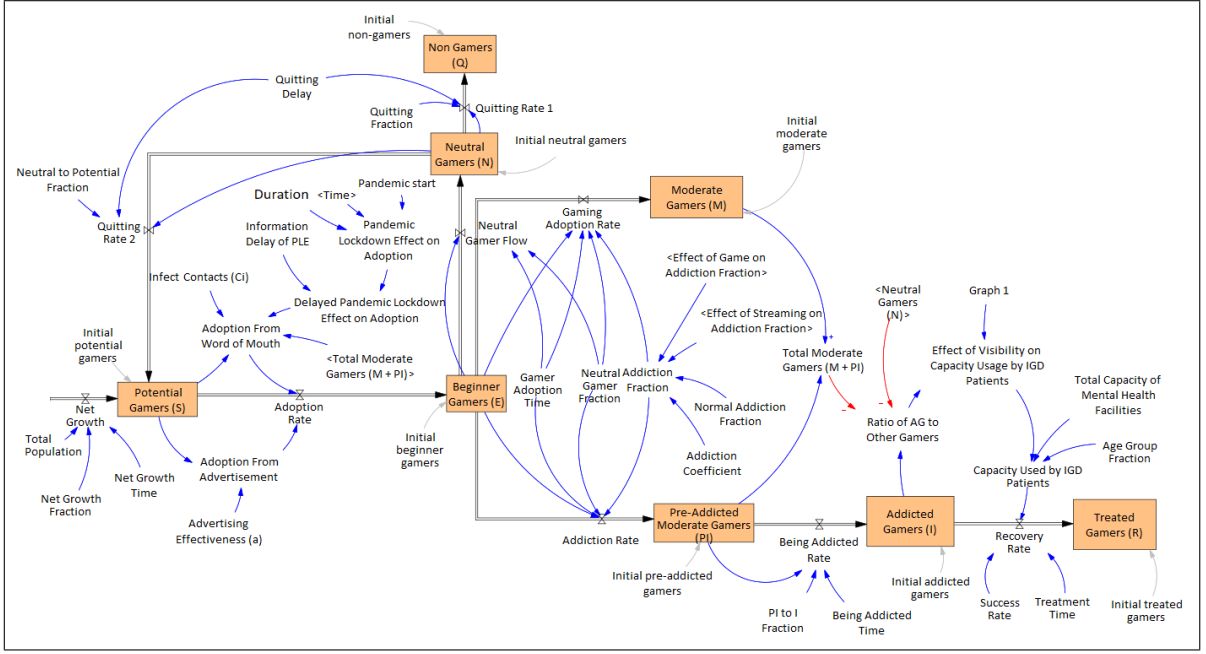 Initial
non-gamers
Non Gamers
(Q)
Quitting
Delay
Quitting
Fraction
Quitting Rate 1
Initial neutral gamers
Initial
moderate
gamers
Neutral
Gamers (N)
Neutral to Potential
Fraction
Quitting
Rate 2
Duration
<Time>
Pandemic start
Information
Delay of PLE
Pandemic
Lockdown Effect on
Adoption
Neutral
Gamer Flow
Gaming
Adoption Rate
Moderate
Gamers (M)
Infect Contacts (Ci)
Delayed Pandemic Lockdown
Effect on Adoption
<Effect of Game on
Addiction Fraction>
<Neutral
Gamers
(N)>
Graph 1
Initial
potential
gamers
Adoption From
Word of Mouth
<Total Moderate
Gamers (M + PI)>
<Effect of Streaming on
Addiction Fraction>
+
Total Moderate
Gamers (M + PI)
Effect of Visibility on
Capacity Usage by IGD
Patients
Potential
Gamers (S)
Net
Growth
Adoption
Rate
Beginner
Gamers (E)
Gamer
Adoption
Time
Neutral
Gamer
Fraction
Addiction
Fraction
Normal Addiction
Fraction
Addiction
Coefficient
-
-
Ratio of AG to
Other Gamers
Total Capacity of
Mental Health
Facilities
Age Group
Fraction
Total
Population
Net Growth
Fraction
Net Growth
Time
Adoption From
Advertisement
Advertising
Effectiveness (a)
Initial
beginner
gamers
Capacity Used by IGD
Patients
Addiction Rate
Pre-Addicted
Moderate Gamers
(PI)
Being Addicted
Rate
Addicted
Gamers (I)
Recovery
Rate
Treated
Gamers (R)
Initial pre-addicted
gamers
PI to I
Fraction
Being Addicted
Time
Initial addicted
gamers
Success
Rate
Treatment
Time
Initial treated
gamers